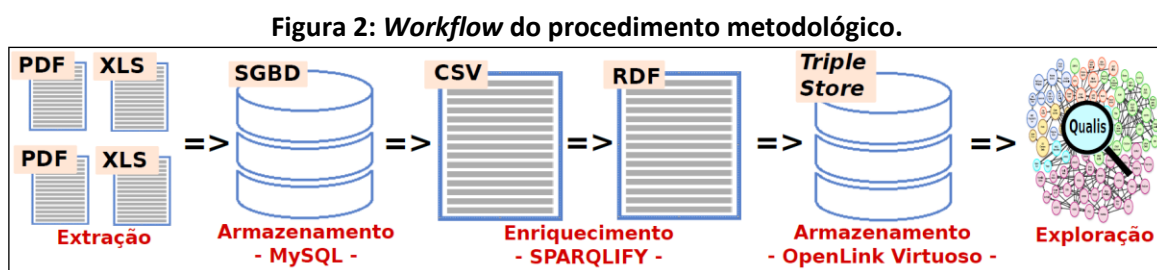 Figura 2: Workflow do procedimento metodológico.
PDF XLS
PDF XLS
Extração
=>
SGBD
Armazenamento
- MySQL -
=>
CSV
=>
RDF
Enriquecimento
- SPARQLIFY -
=>
Triple
Store
Armazenamento
- OpenLink Virtuoso -
=>
Qualis
Exploração